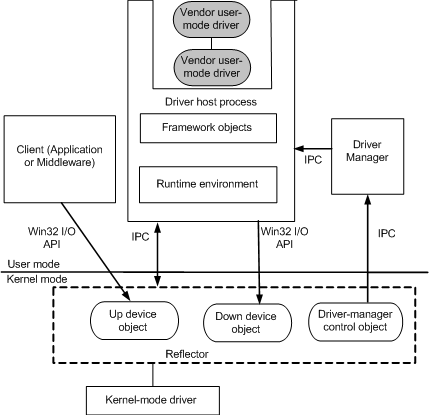 Vendor user-
mode driver
Vendor user-
mode driver
Driver host process
Framework objects
Client (Application
or Middleware)
Driver
Manager
IPC
Runtime environment
Win32 I/O
API
IPC
Win32 I/O
API
IPC
User mode
Kernel mode
Up device
object
Down device
object
Driver-manager
control object
Reflector
Kernel-mode driver